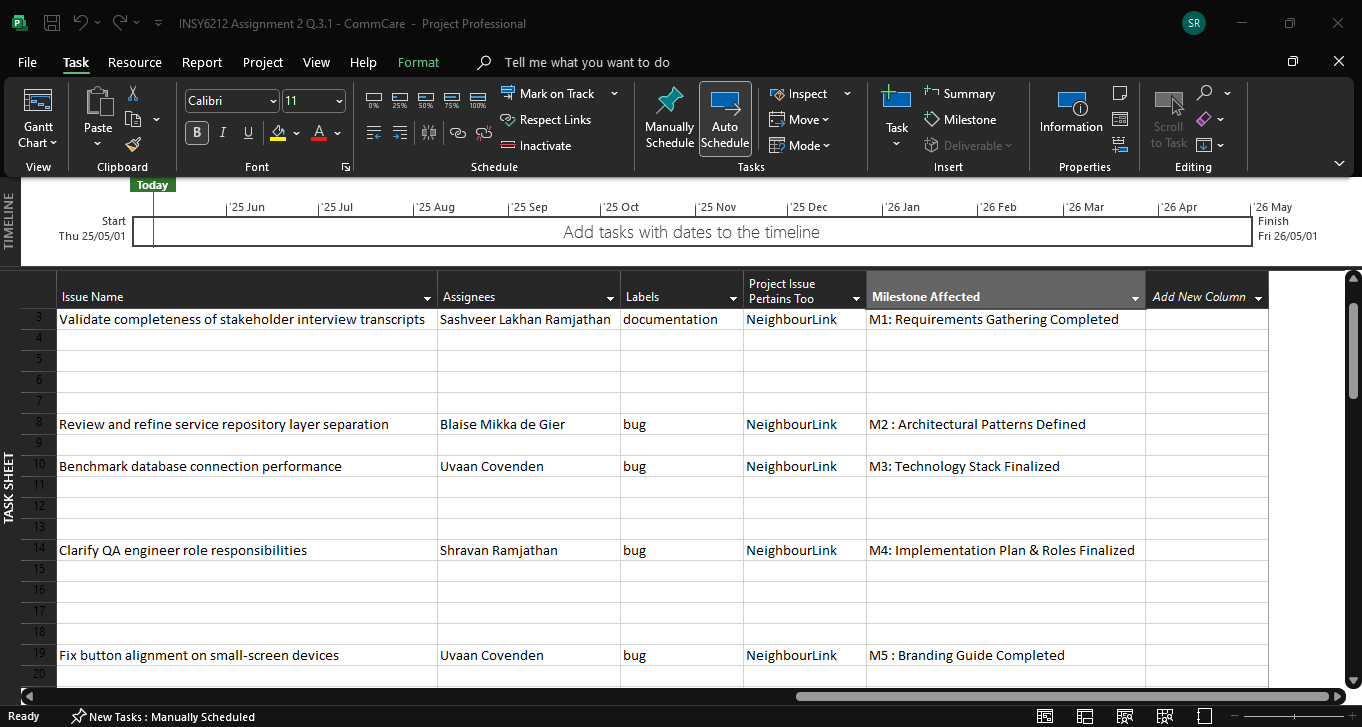 INSY6212 Assignment 2 Q.3.1 - CommCare - Project Professional
SR
File Task Resource Report Project View Help Format Tell me what you want to do
Gantt Chart
View
Paste
Clipboard
Calibri 11
B I U A
Font
0% 25% 50% 75% 100%
Mark on Track
Respect Links
Inactivate
Schedule
Manually Schedule
Auto Schedule
Inspect
Move
Mode
Tasks
Task
Summary
Milestone
Deliverable
Insert
Information
Properties
Scroll to Task
Editing
TIMELINE
Today
'25 Jun '25 Jul '25 Aug '25 Sep '25 Oct '25 Nov '25 Dec '26 Jan '26 Feb '26 Mar '26 Apr '26 May
Start
Thu 25/05/01
Add tasks with dates to the timeline
Finish
Fri 26/05/01
TASK SHEET
Issue Name Assignees Labels Project Issue Pertains Too Milestone Affected Add New Column
3 Validate completeness of stakeholder interview transcripts Sashveer Lakhan Ramjathan documentation NeighbourLink M1: Requirements Gathering Completed
4
5
6
7
8 Review and refine service repository layer separation Blaise Mikka de Gier bug NeighbourLink M2 : Architectural Patterns Defined
9
10 Benchmark database connection performance Uvaan Covenden bug NeighbourLink M3: Technology Stack Finalized
11
12
13
14 Clarify QA engineer role responsibilities Shravan Ramjathan bug NeighbourLink M4: Implementation Plan & Roles Finalized
15
16
17
18
19 Fix button alignment on small-screen devices Uvaan Covenden bug NeighbourLink M5 : Branding Guide Completed
20
Ready New Tasks : Manually Scheduled